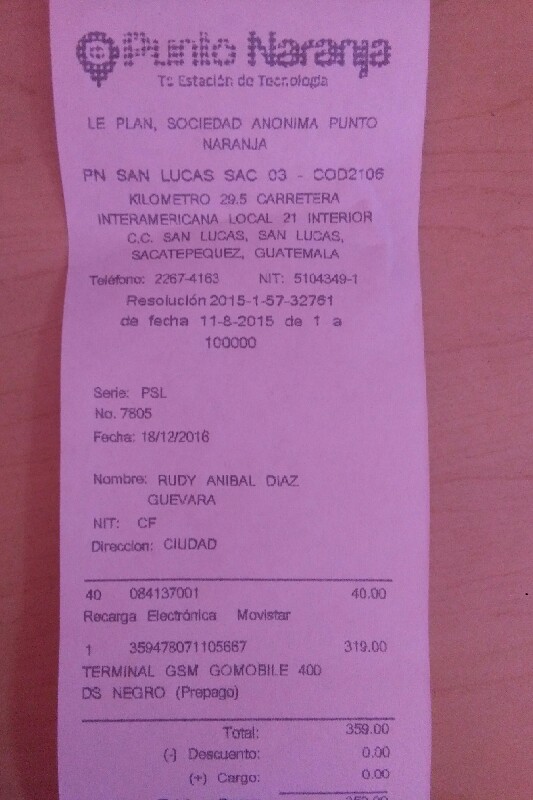 Punto Naranja
Tu Estación de Tecnología
LE PLAN, SOCIEDAD ANONIMA PUNTO
NARANJA
PN SAN LUCAS SAC 03 - COD2106
KILOMETRO 29.5 CARRETERA
INTERAMERICANA LOCAL 21 INTERIOR
C.C. SAN LUCAS, SAN LUCAS,
SACATEPEQUEZ, GUATEMALA
Teléfono: 2267-4163 NIT: 5104349-1
Resolución 2015-1-57-32761
de fecha 11-8-2015 de 1 a
100000
Serie: PSL
No. 7805
Fecha: 18/12/2016
Nombre: RUDY ANIBAL DIAZ
GUEVARA
NIT: CF
Direccion: CIUDAD
40 084137001 40.00
Recarga Electrónica Movistar
1 359478071105667 319.00
TERMINAL GSM GOMOBILE 400
DS NEGRO (Prepago)
Total: 359.00
(-) Descuento: 0.00
(+) Cargo: 0.00